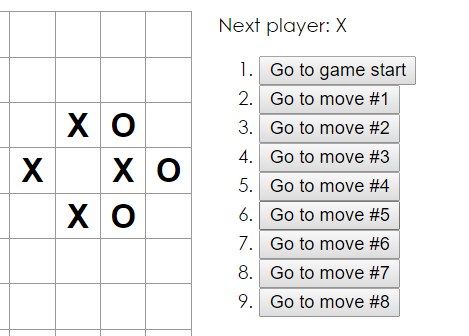 Next player: X
1. Go to game start
2. Go to move #1
3. Go to move #2
4. Go to move #3
5. Go to move #4
6. Go to move #5
7. Go to move #6
8. Go to move #7
9. Go to move #8
X O
X X O
X O